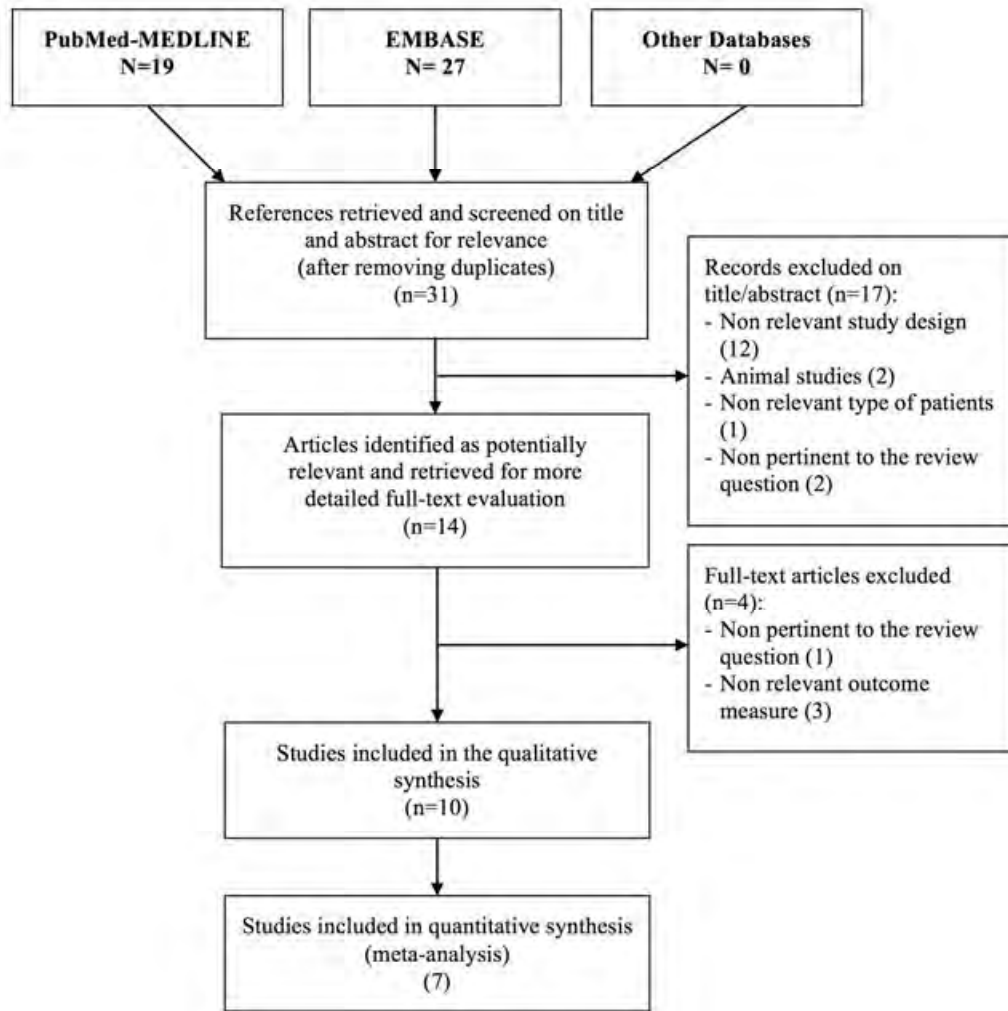 PubMed-MEDLINE
N=19
EMBASE
N= 27
Other Databases
N= 0
References retrieved and screened on title
and abstract for relevance
(after removing duplicates)
(n=31)
Records excluded on
title/abstract (n=17):
- Non relevant study design
(12)
- Animal studies (2)
- Non relevant type of patients
(1)
- Non pertinent to the review
question (2)
Articles identified as potentially
relevant and retrieved for more
detailed full-text evaluation
(n=14)
Full-text articles excluded
(n=4):
- Non pertinent to the review
question (1)
- Non relevant outcome
measure (3)
Studies included in the qualitative
synthesis
(n=10)
Studies included in quantitative synthesis
(meta-analysis)
(7)